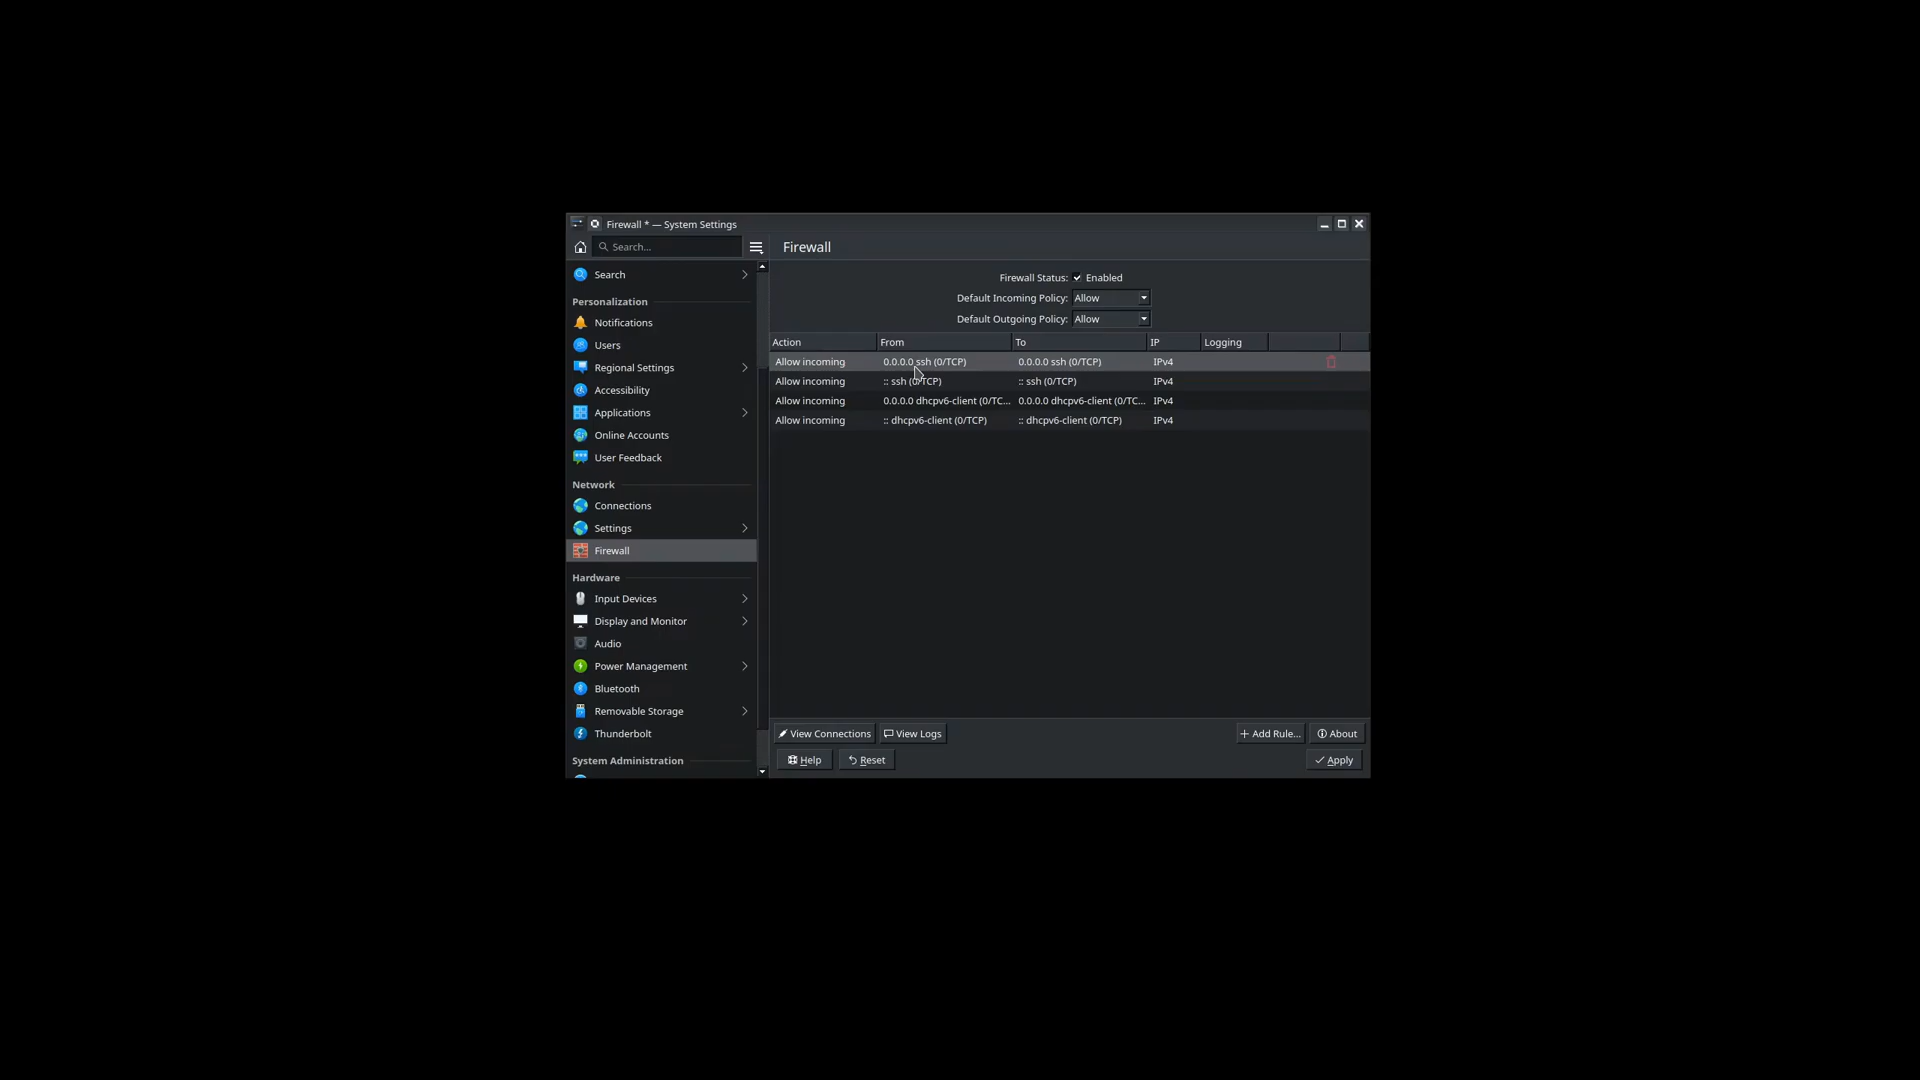 Firewall * — System Settings
Search...
Firewall
Search
Personalization
Notifications
Users
Regional Settings
Accessibility
Applications
Online Accounts
User Feedback
Network
Connections
Settings
Firewall
Hardware
Input Devices
Display and Monitor
Audio
Power Management
Bluetooth
Removable Storage
Thunderbolt
System Administration
Firewall Status: Enabled
Default Incoming Policy: Allow
Default Outgoing Policy: Allow
Action From To IP Logging
Allow incoming 0.0.0.0 ssh (0/TCP) 0.0.0.0 ssh (0/TCP) IPv4
Allow incoming :: ssh (0/TCP) :: ssh (0/TCP) IPv4
Allow incoming 0.0.0.0 dhcpv6-client (0/TC... 0.0.0.0 dhcpv6-client (0/TC... IPv4
Allow incoming :: dhcpv6-client (0/TCP) :: dhcpv6-client (0/TCP) IPv4
View Connections View Logs Add Rule... About
Help Reset Apply